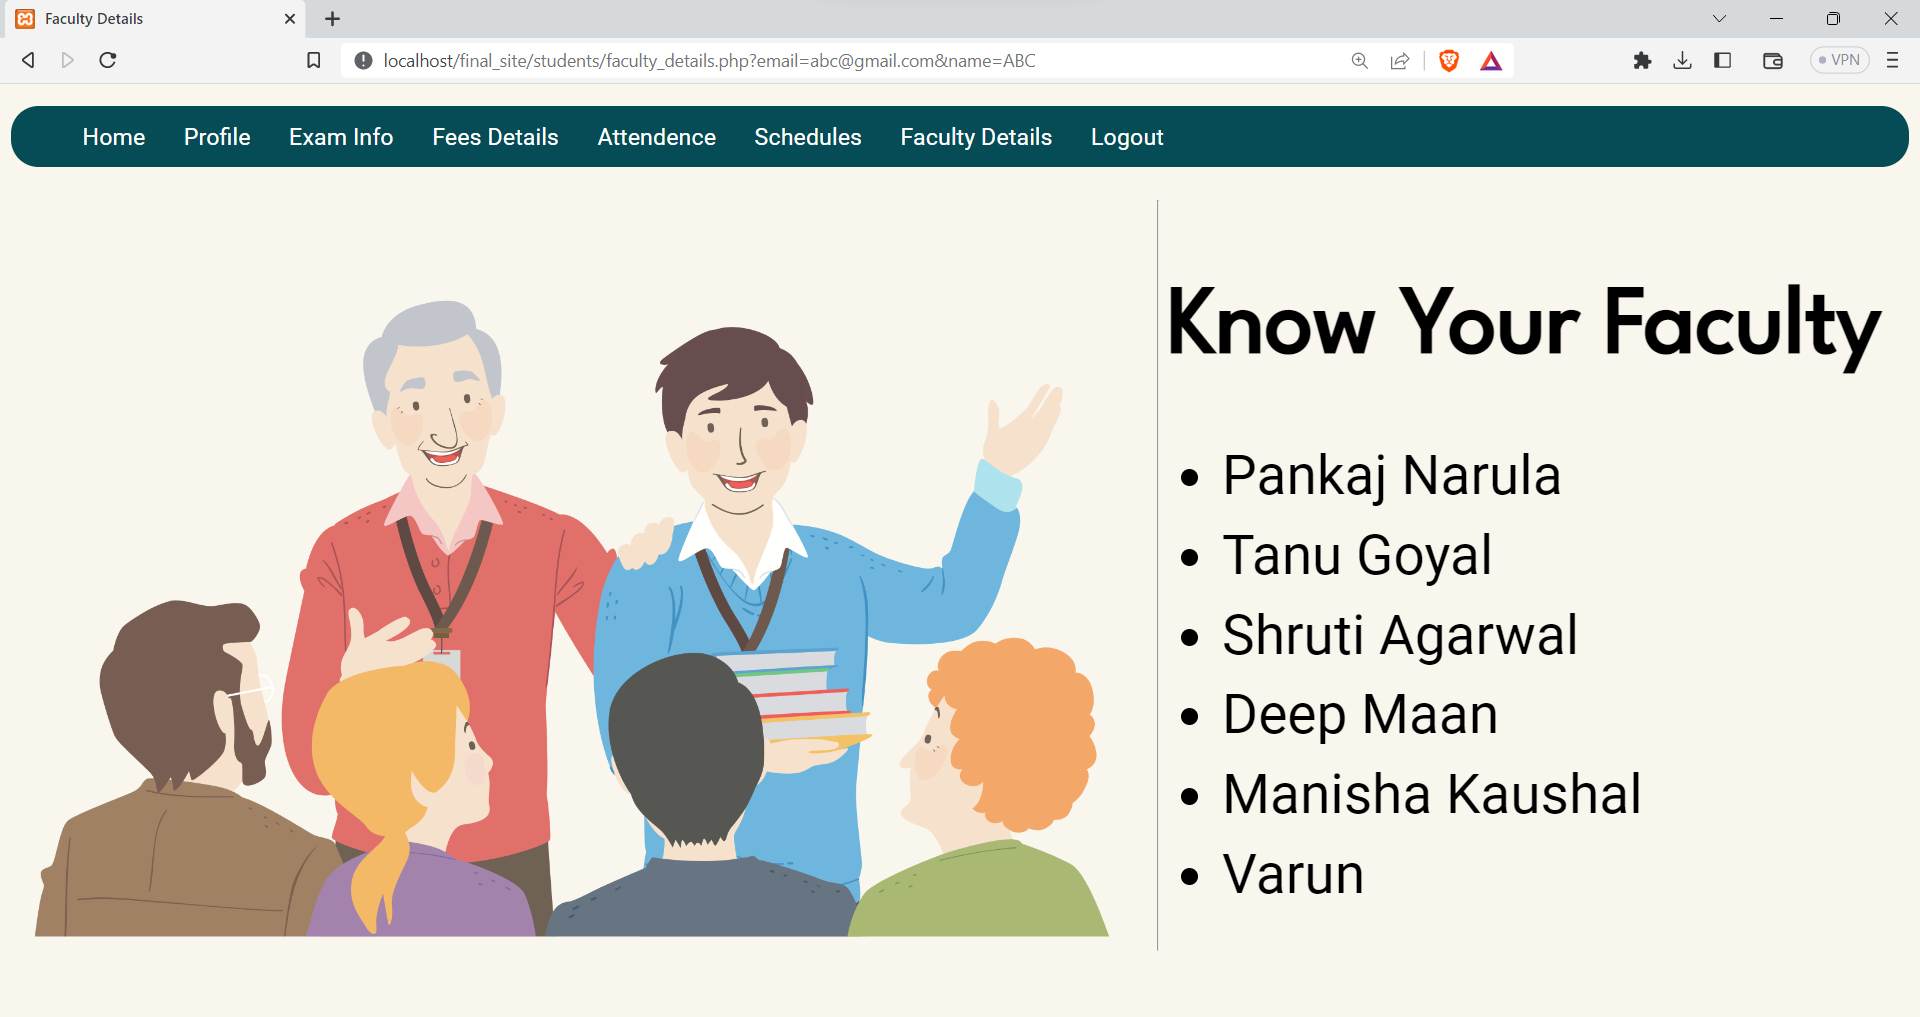 Faculty Details
localhost/final_site/students/faculty_details.php?email=abc@gmail.com&name=ABC
VPN
Home Profile Exam Info Fees Details Attendence Schedules Faculty Details Logout
Know Your Faculty
Pankaj Narula
Tanu Goyal
Shruti Agarwal
Deep Maan
Manisha Kaushal
Varun